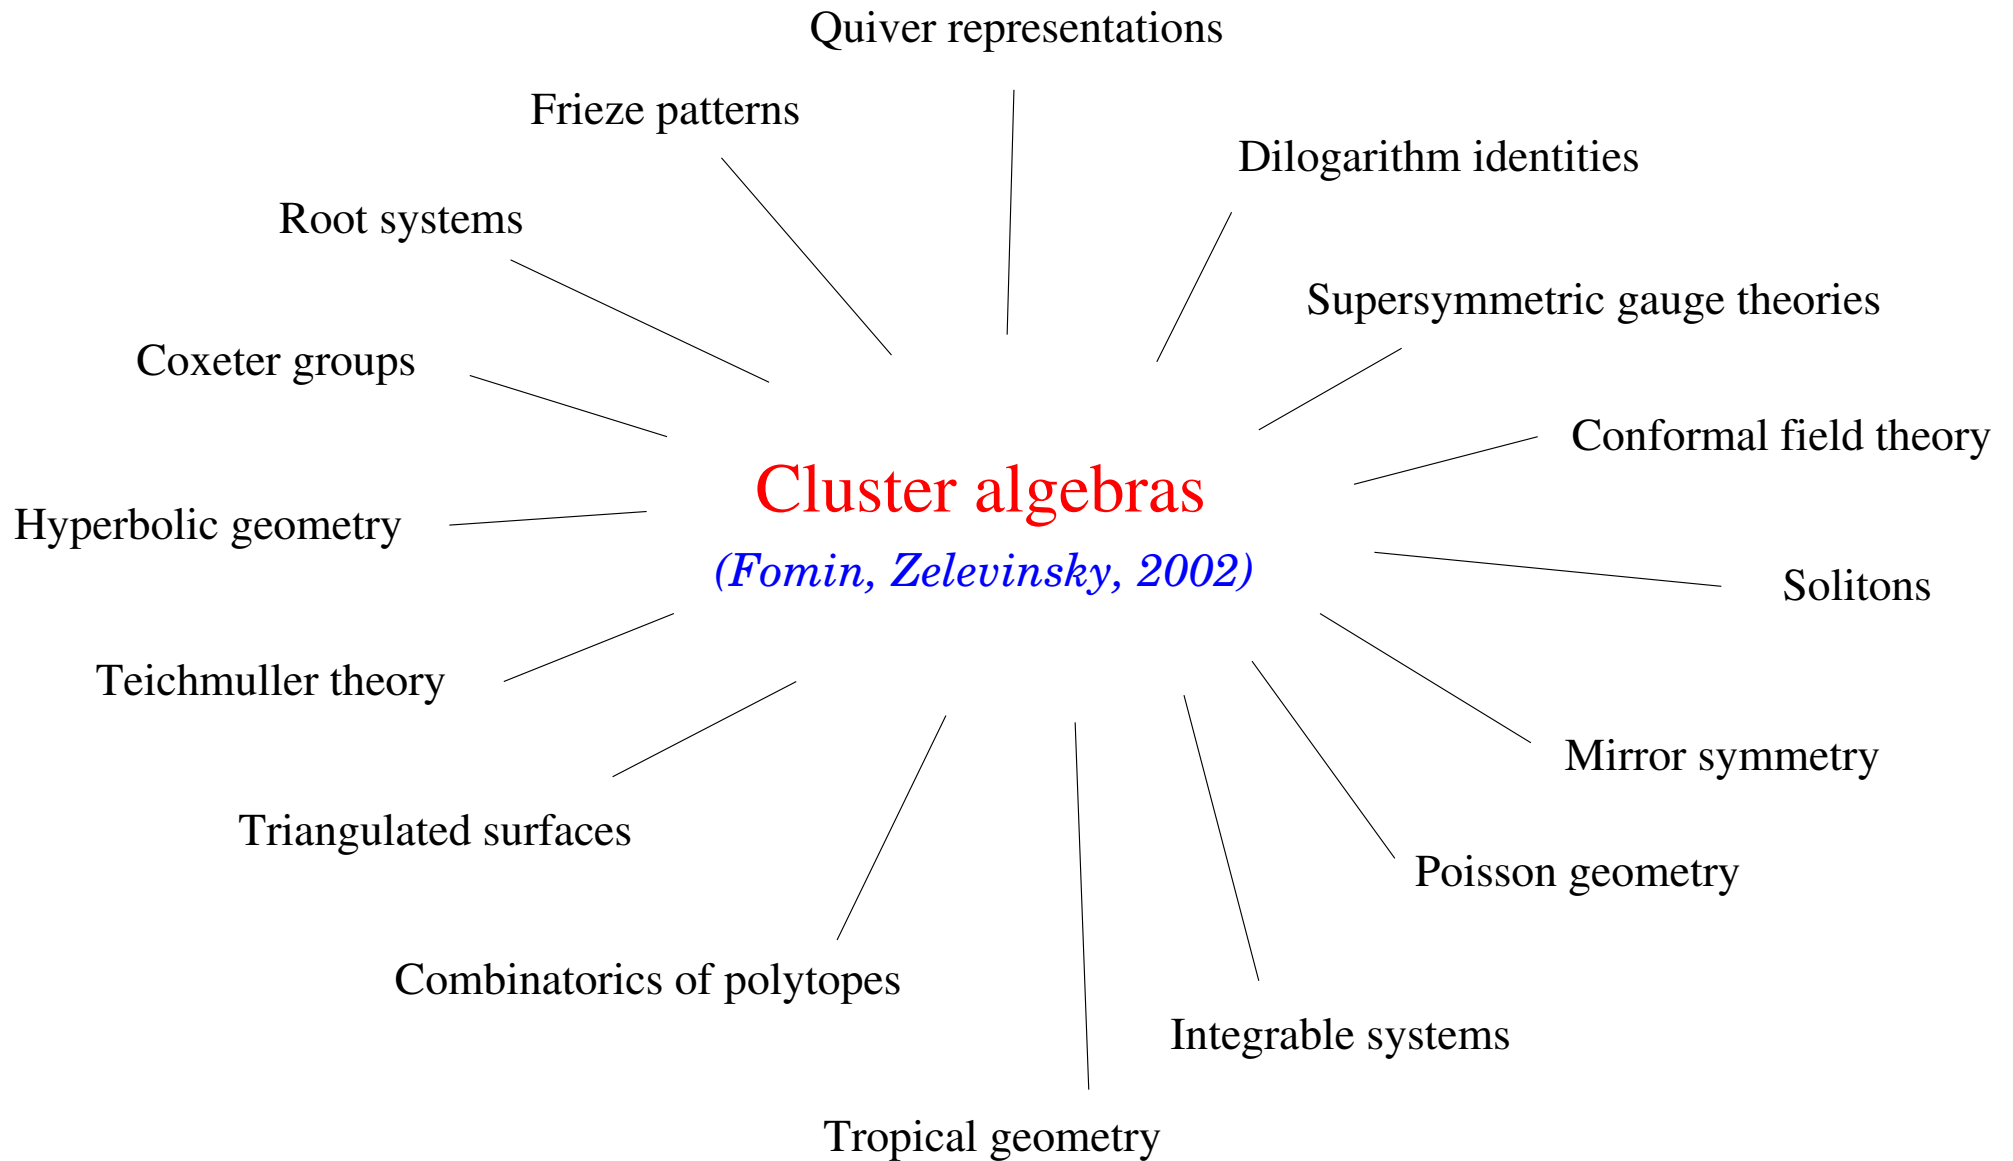 Quiver representations
Frieze patterns
Dilogarithm identities
Root systems
Supersymmetric gauge theories
Coxeter groups
Conformal field theory
Cluster algebras
Hyperbolic geometry
(Fomin, Zelevinsky, 2002)
Solitons
Teichmuller theory
Mirror symmetry
Triangulated surfaces
Poisson geometry
Combinatorics of polytopes
Integrable systems
Tropical geometry